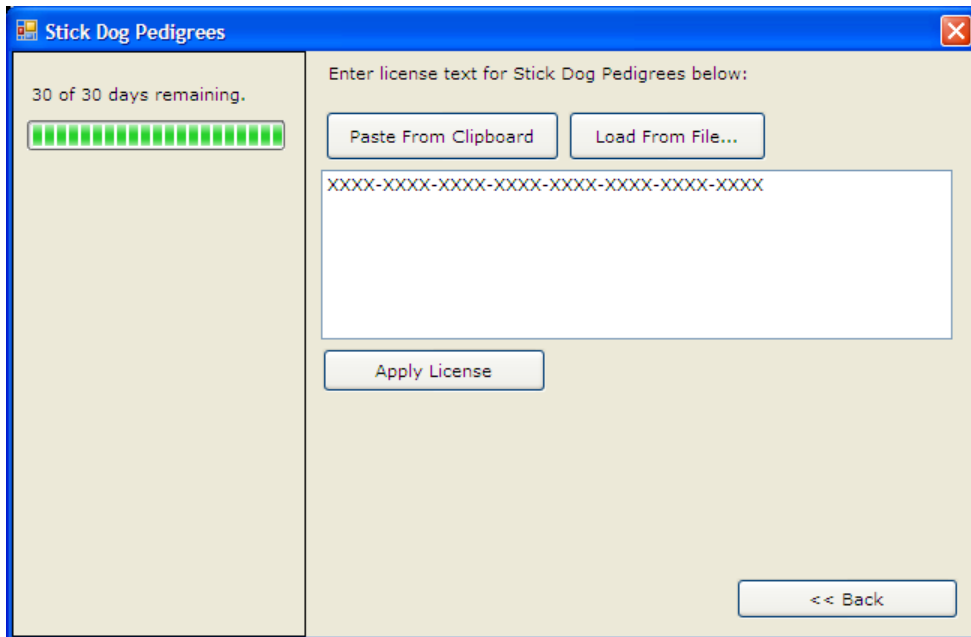 Stick Dog Pedigrees
30 of 30 days remaining.
Enter license text for Stick Dog Pedigrees below:
Paste From Clipboard
Load From File...
XXXX-XXXX-XXXX-XXXX-XXXX-XXXX-XXXX-XXXX
Apply License
<< Back